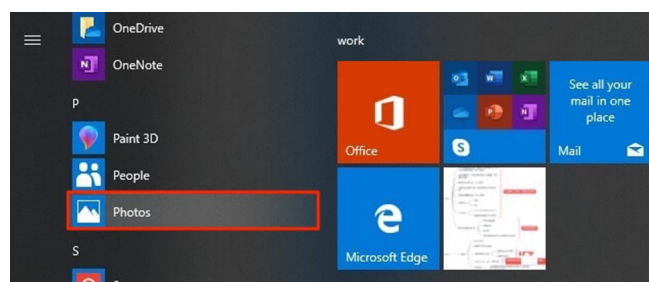 OneDrive
OneNote
P
Paint 3D
People
Photos
S
work
Office
See all your
mail in one
place
Mail
Microsoft Edge